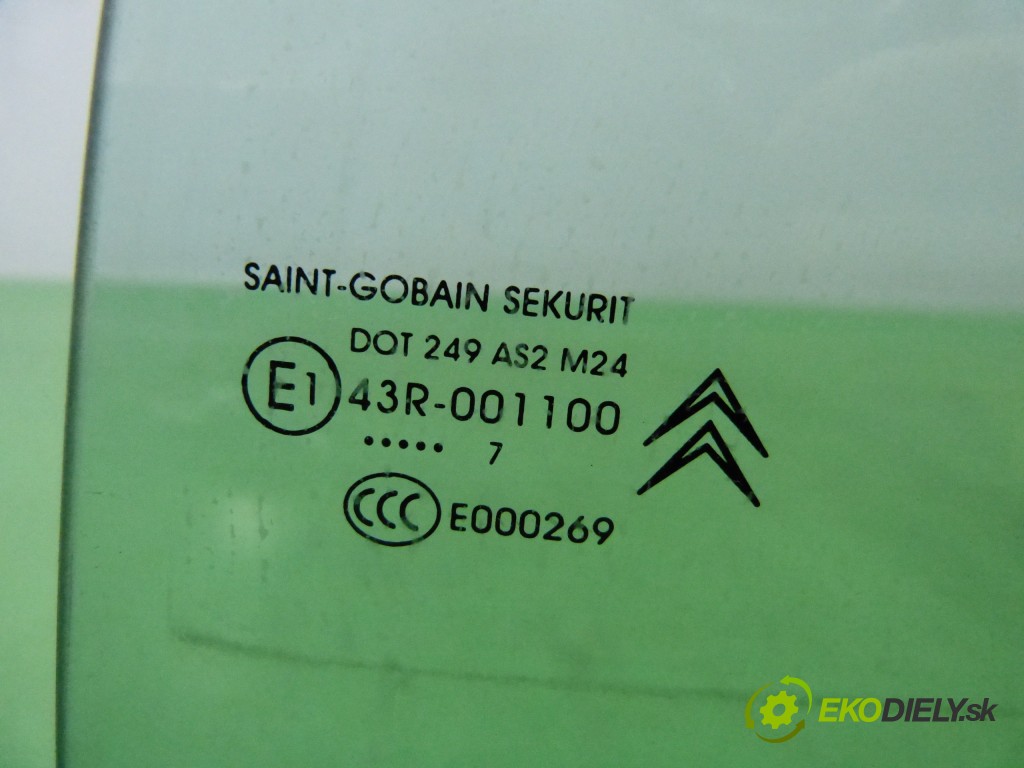 SAINT-GOBAIN SEKURIT
DOT 249 AS2 M24
E1 43R-001100
••••• 7
CCC E000269
EKODIELY.sk